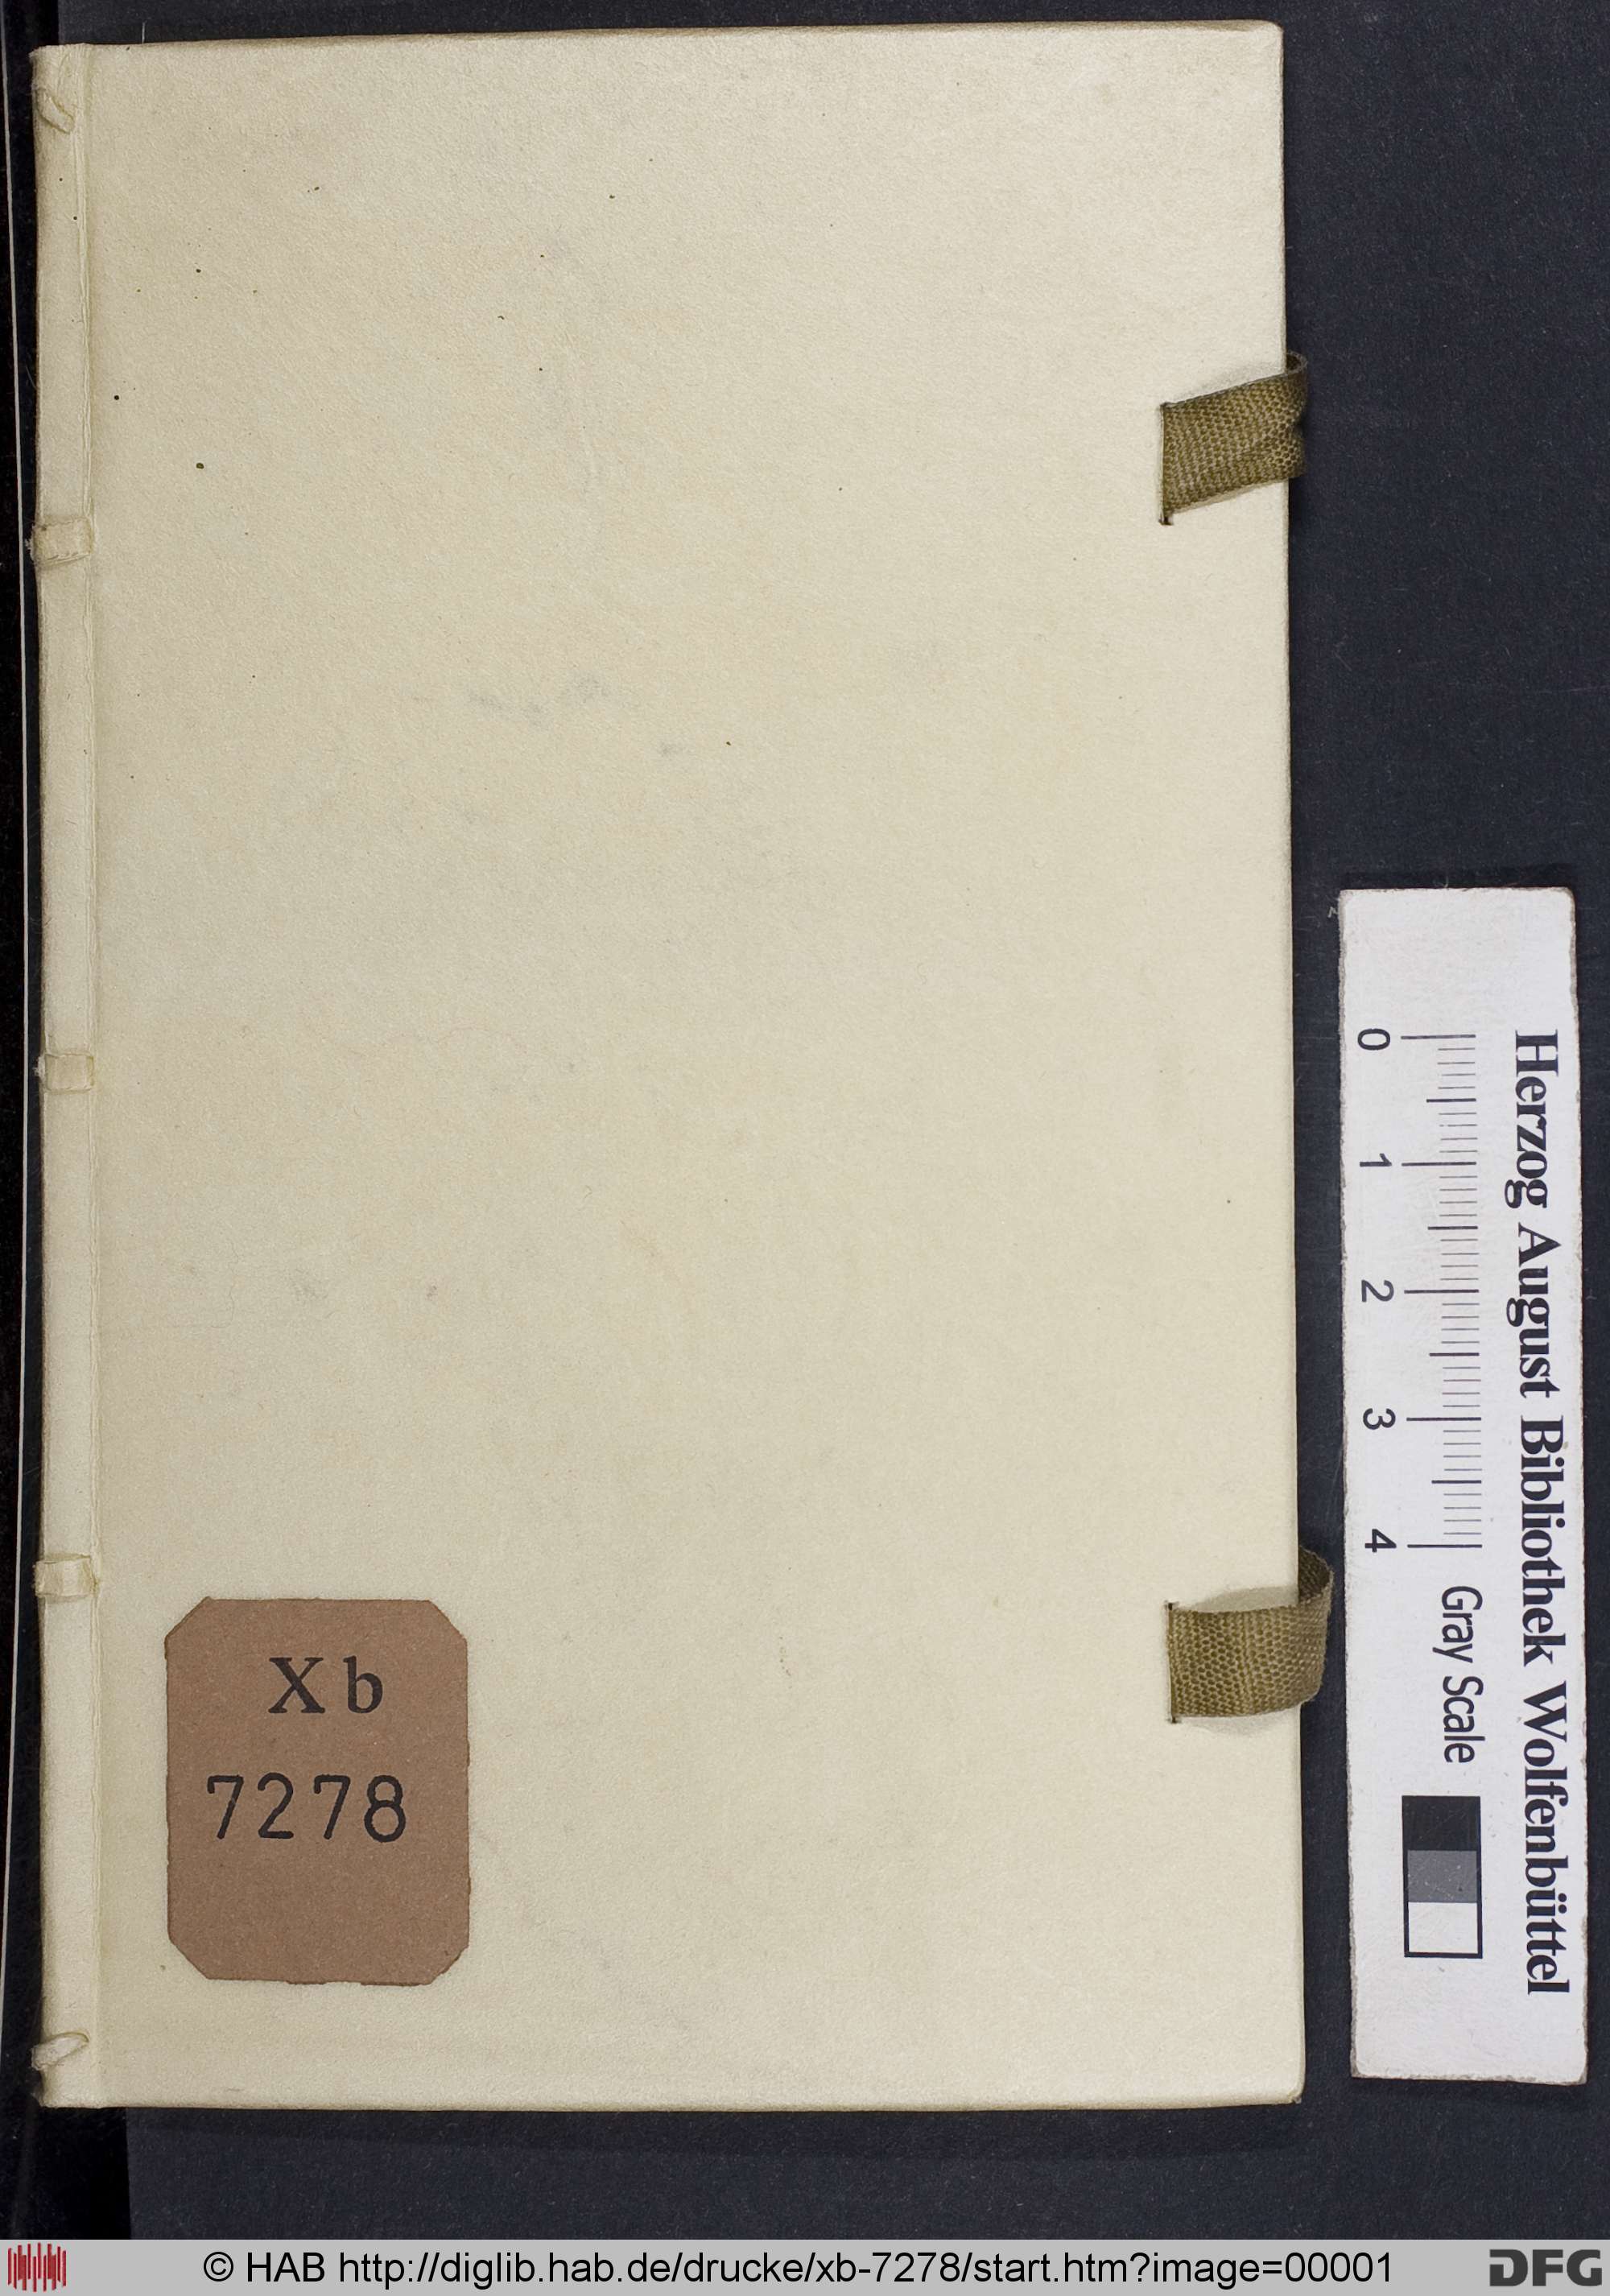 Xb
7278
Herzog August Bibliothek Wolfenbüttel
0 1 2 3 4 Gray Scale
© HAB http://diglib.hab.de/drucke/xb-7278/start.htm?image=00001
DFG